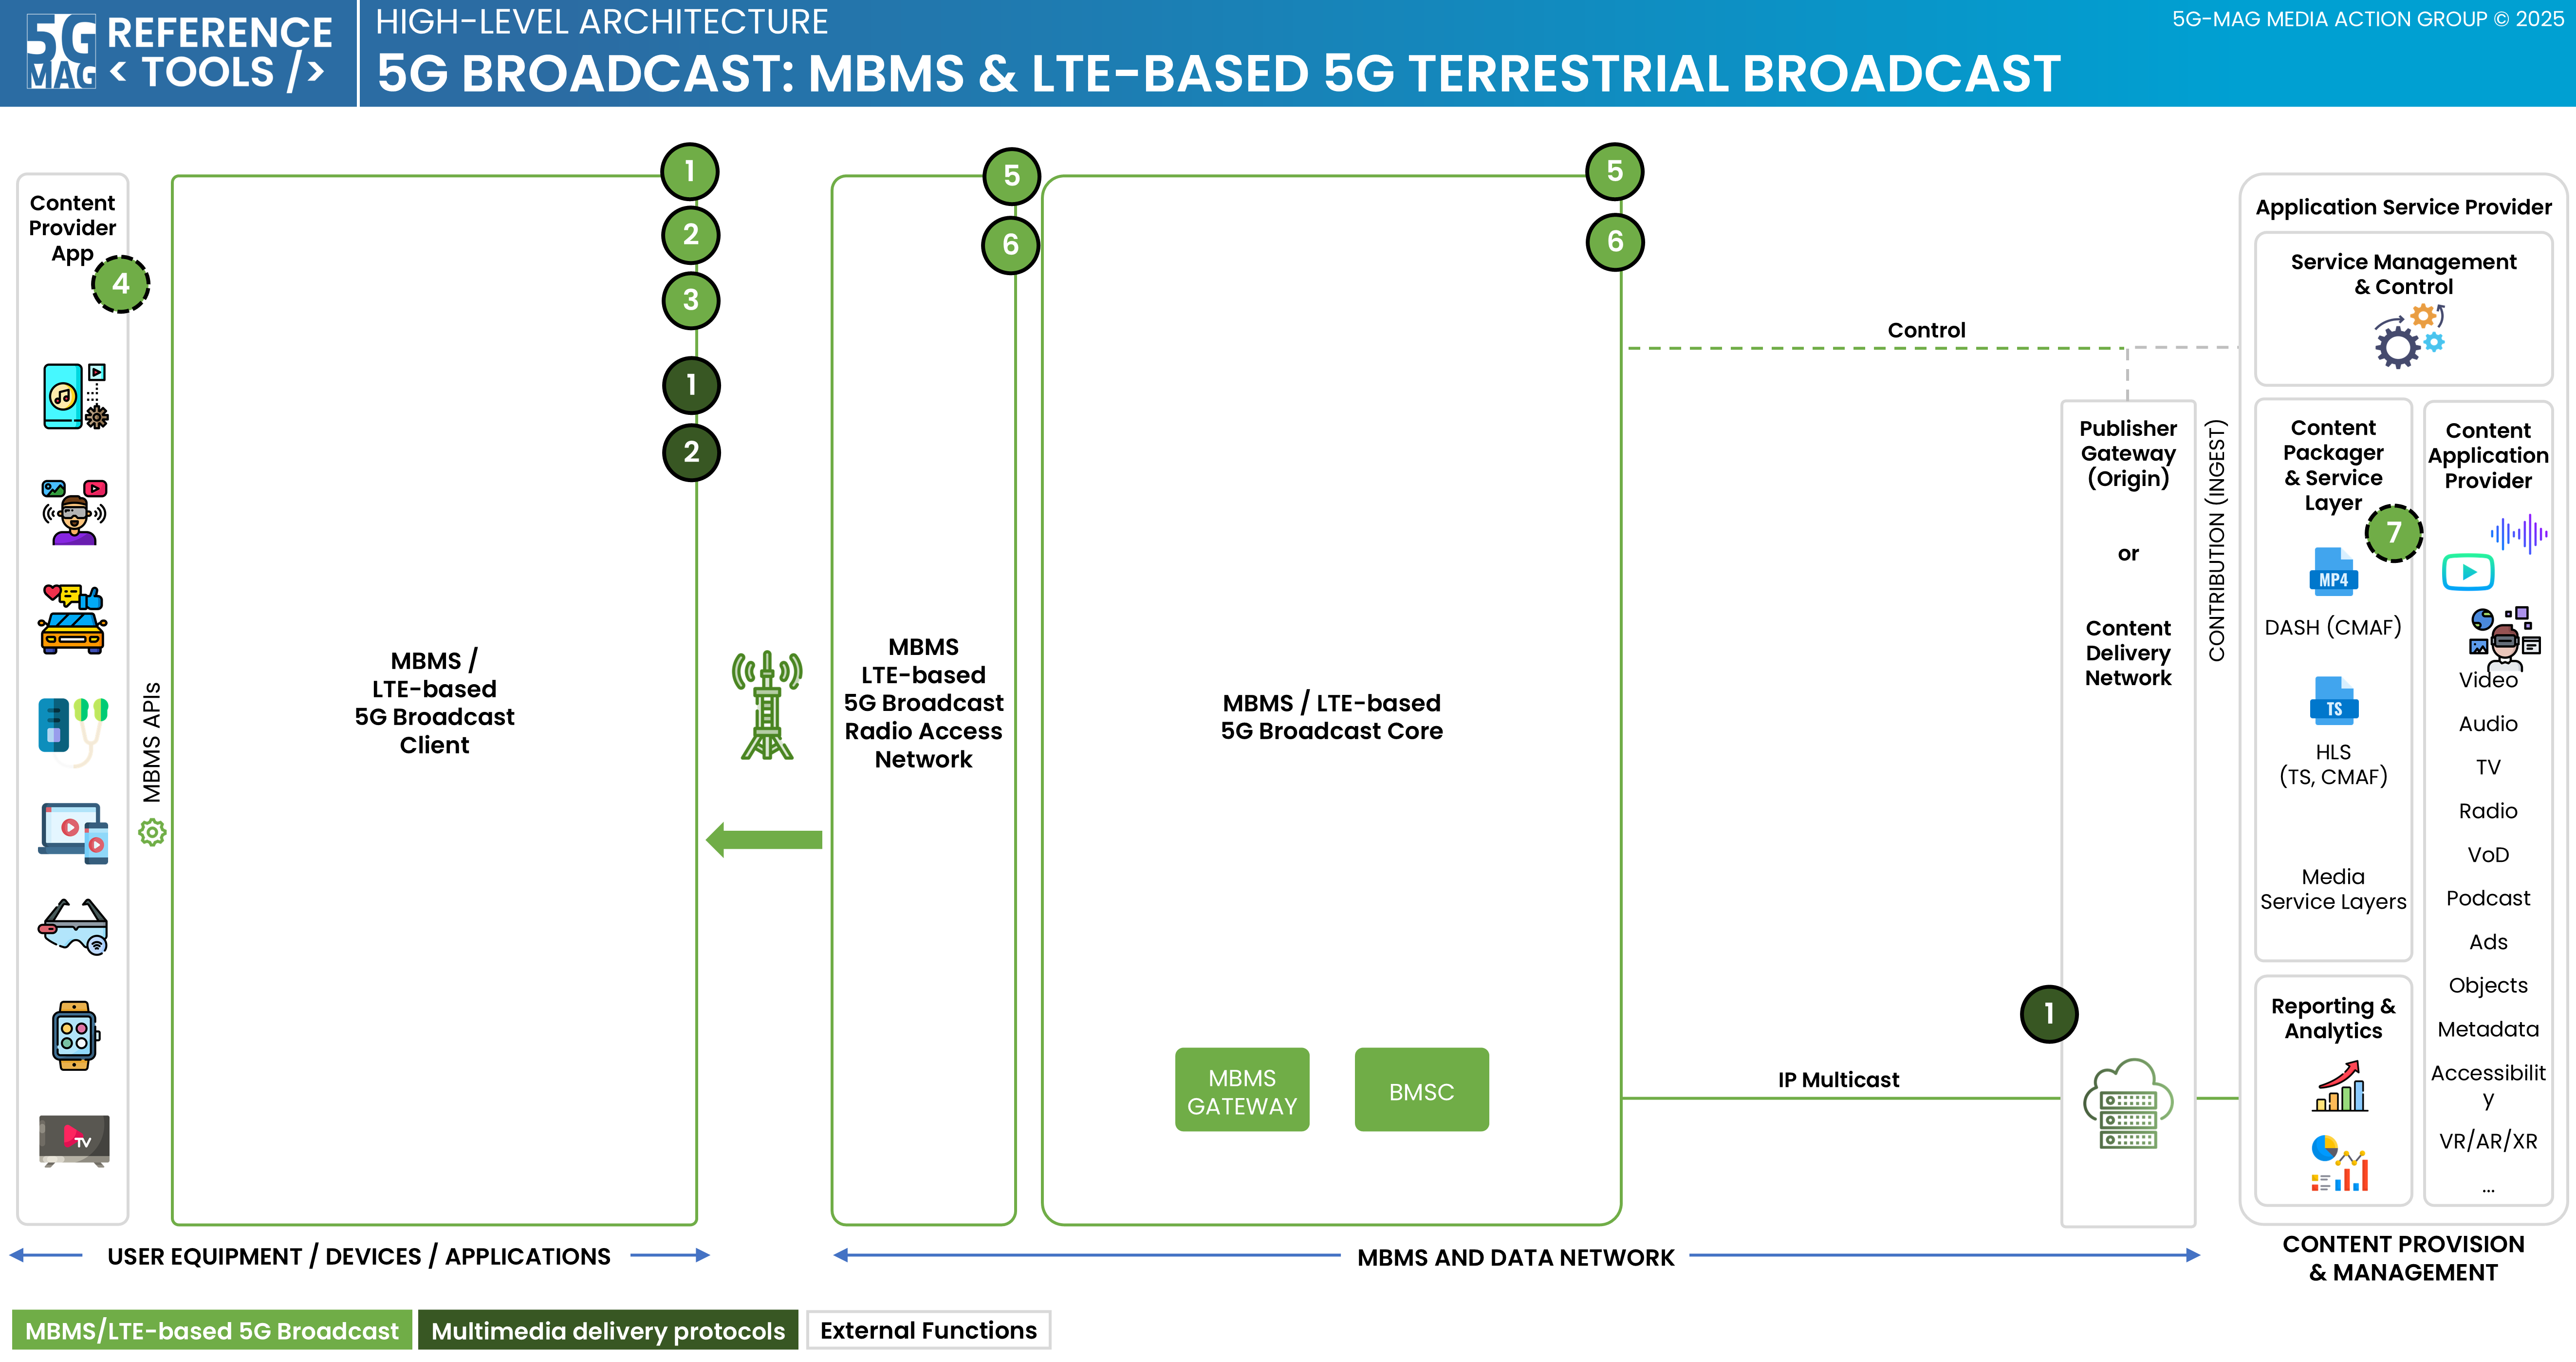 5G
MAG
REFERENCE
< TOOLS />
HIGH-LEVEL ARCHITECTURE
5G BROADCAST: MBMS & LTE-BASED 5G TERRESTRIAL BROADCAST
5G-MAG MEDIA ACTION GROUP © 2025
Content
Provider
App
4
MBMS APIs
TV
1
2
3
1
2
MBMS /
LTE-based
5G Broadcast
Client
5
6
MBMS
LTE-based
5G Broadcast
Radio Access
Network
5
6
MBMS / LTE-based
5G Broadcast Core
MBMS
GATEWAY
BMSC
Control
IP Multicast
1
Publisher
Gateway
(Origin)
or
Content
Delivery
Network
CONTRIBUTION (INGEST)
Application Service Provider
Service Management
& Control
Content
Packager
& Service
Layer
7
MP4
DASH (CMAF)
TS
HLS
(TS, CMAF)
Media
Service Layers
Reporting &
Analytics
Content
Application
Provider
Video
Audio
TV
Radio
VoD
Podcast
Ads
Objects
Metadata
Accessibilit
y
VR/AR/XR
...
USER EQUIPMENT / DEVICES / APPLICATIONS
MBMS AND DATA NETWORK
CONTENT PROVISION
& MANAGEMENT
MBMS/LTE-based 5G Broadcast
Multimedia delivery protocols
External Functions